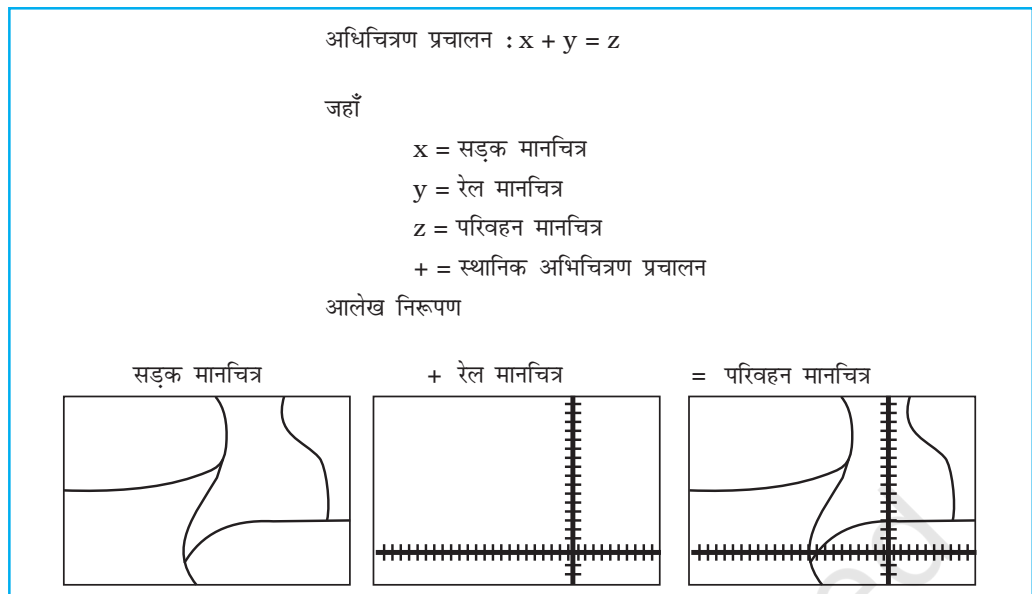 अधिचित्रण प्रचालन : x + y = z
जहाँ
x = सड़क मानचित्र
y = रेल मानचित्र
z = परिवहन मानचित्र
+ = स्थानिक अभिचित्रण प्रचालन
आलेख निरूपण
सड़क मानचित्र + रेल मानचित्र = परिवहन मानचित्र